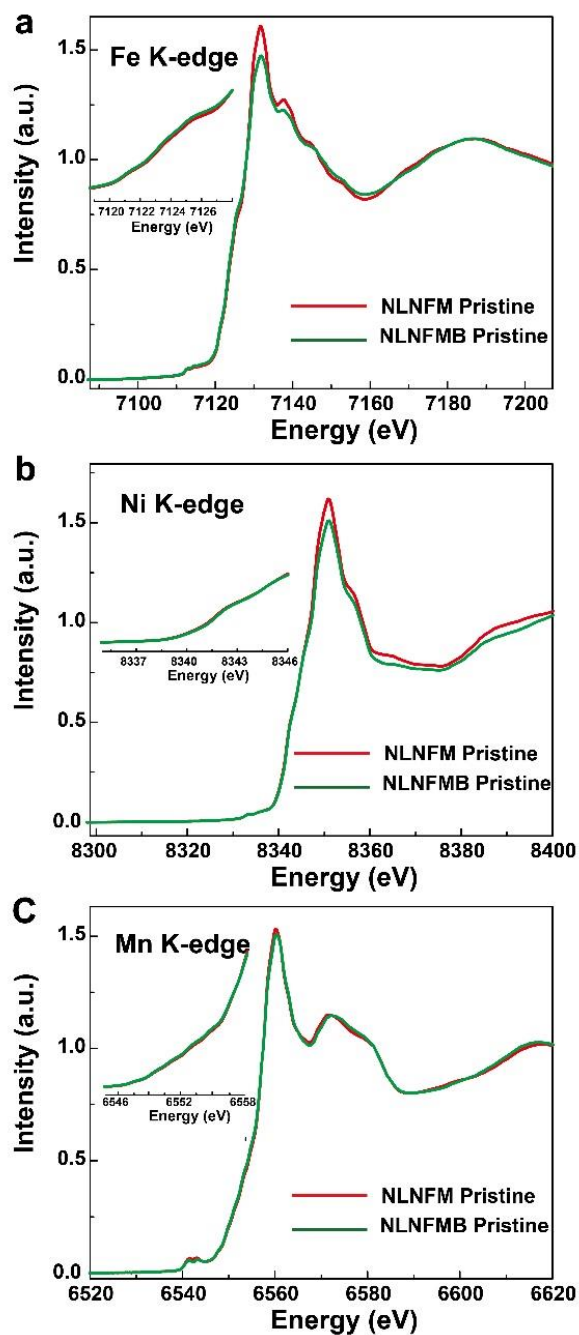 a
Fe K-edge
1.5
1.0
0.5
0.0
Intensity (a.u.)
7120 7122 7124 7126
Energy (eV)
NLNFM Pristine
NLNFMB Pristine
7100 7120 7140 7160 7180 7200
Energy (eV)
b
Ni K-edge
1.5
1.0
0.5
0.0
Intensity (a.u.)
8337 8340 8343 8346
Energy (eV)
NLNFM Pristine
NLNFMB Pristine
8300 8320 8340 8360 8380 8400
Energy (eV)
C
Mn K-edge
1.5
1.0
0.5
0.0
Intensity (a.u.)
6546 6552 6558
Energy (eV)
NLNFM Pristine
NLNFMB Pristine
6520 6540 6560 6580 6600 6620
Energy (eV)